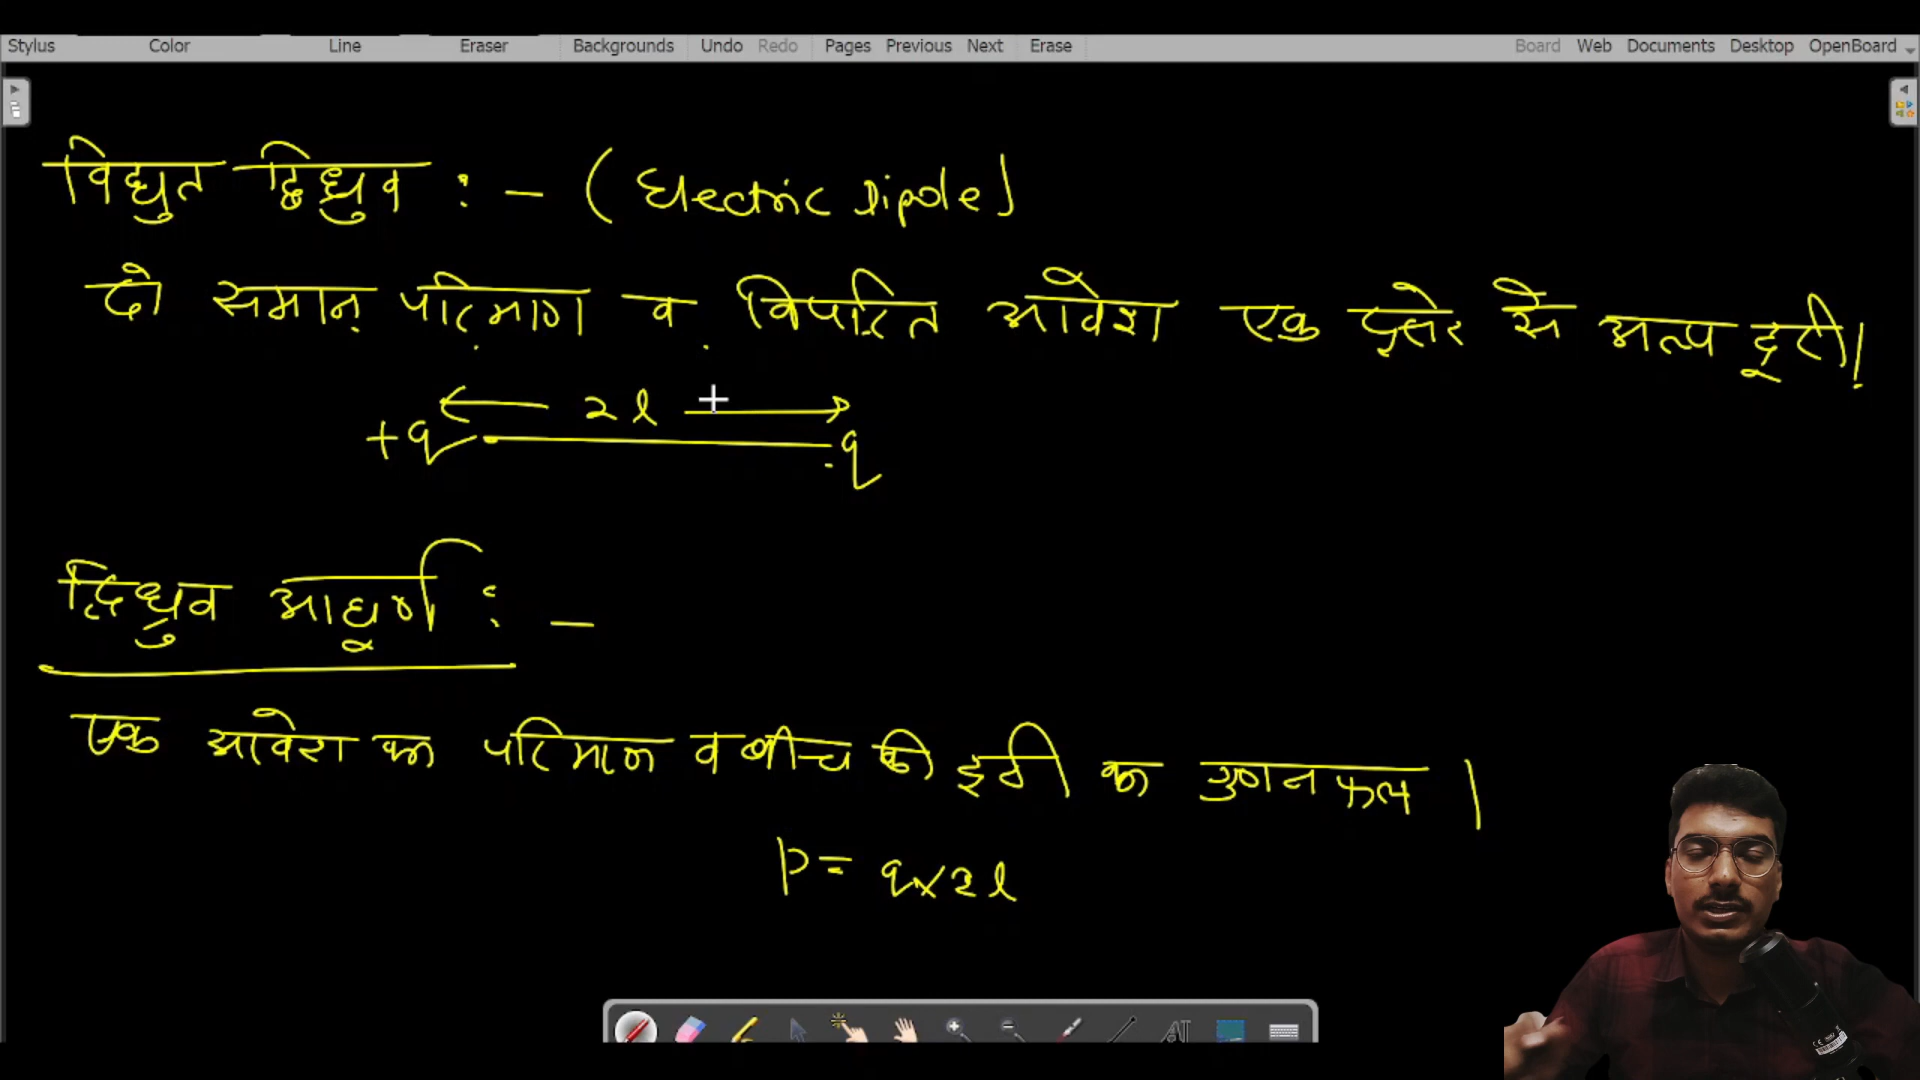 Stylus Color Line Eraser Backgrounds Undo Redo Pages Previous Next Erase Board Web Documents Desktop OpenBoard
विद्युत द्विध्रुव :- (Electric dipole)
दो समान परिमाण व विपरित आवेश एक दूसरे से अल्प दूरी।
2l
+q -q
द्विध्रुव आघूर्ण :-
एक आवेश का परिमाण व बीच की दूरी का गुणनफल |
p = q×2l